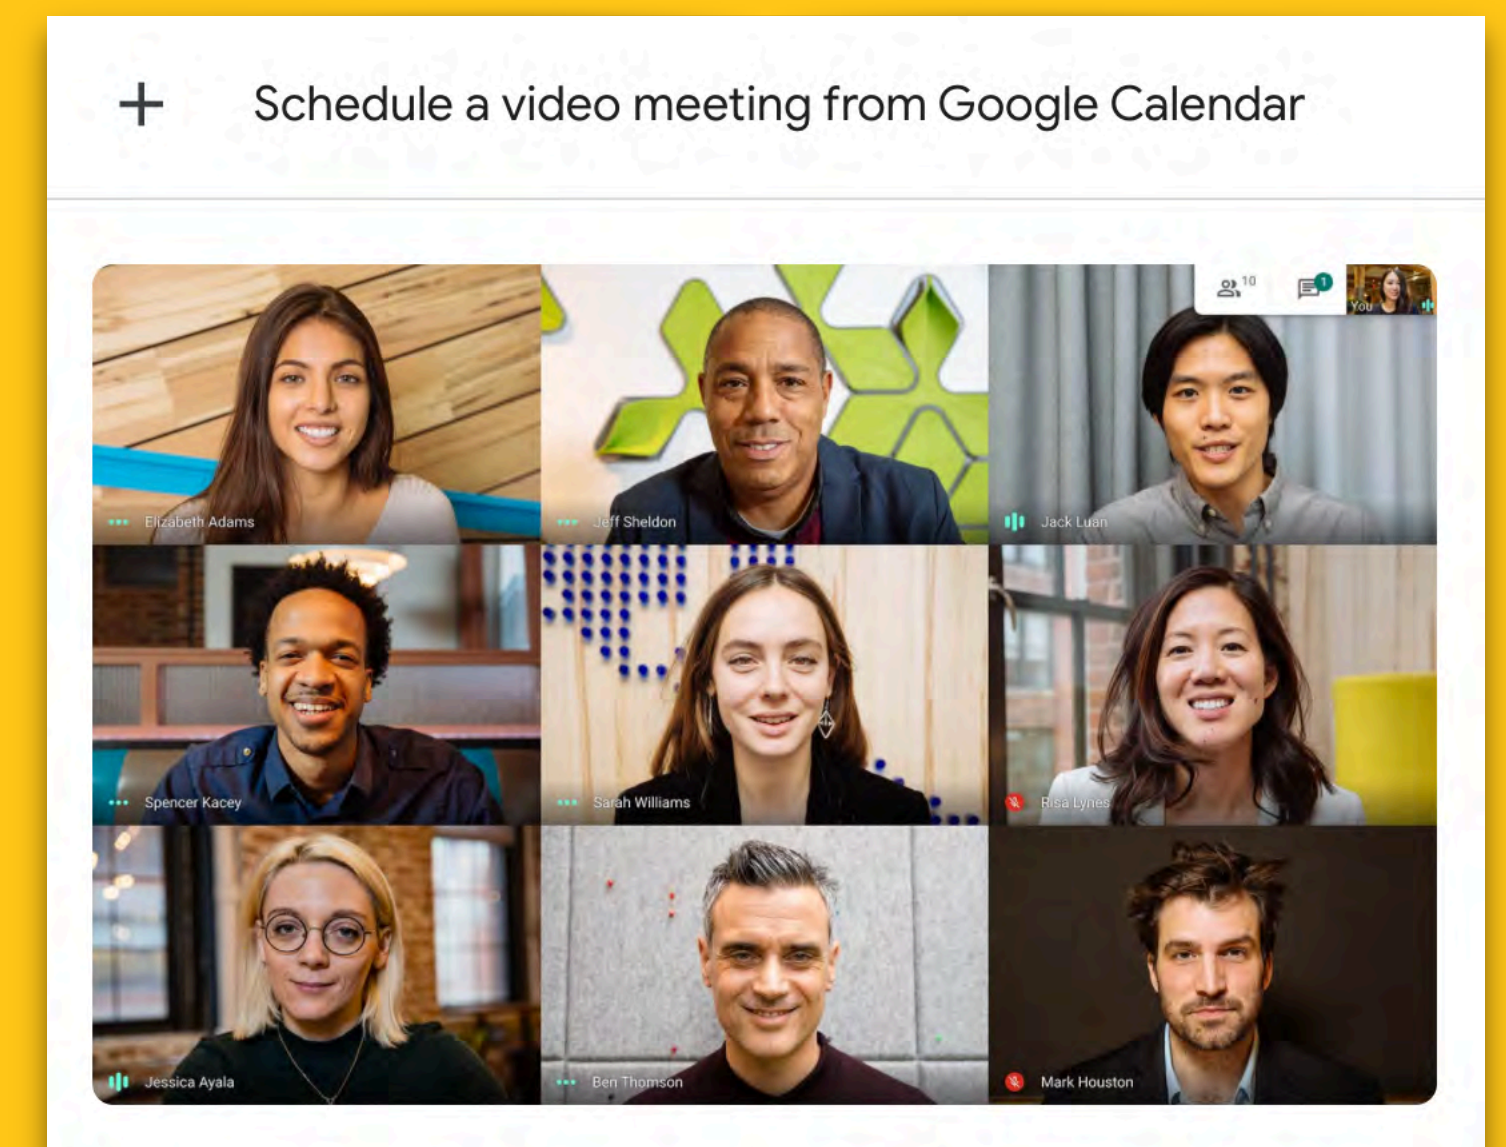 Schedule a video meeting from Google Calendar
10
1
You
Elizabeth Adams
Jeff Sheldon
Jack Luan
Spencer Kacey
Sarah Williams
Risa Lynes
Jessica Ayala
Ben Thomson
Mark Houston